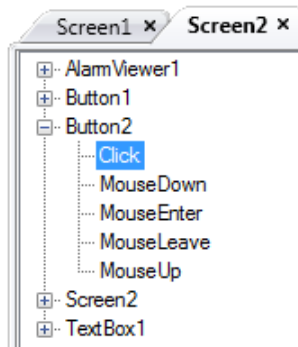 Screen1 × Screen2 ×
AlarmViewer1
Button1
Button2
Click
MouseDown
MouseEnter
MouseLeave
MouseUp
Screen2
TextBox1